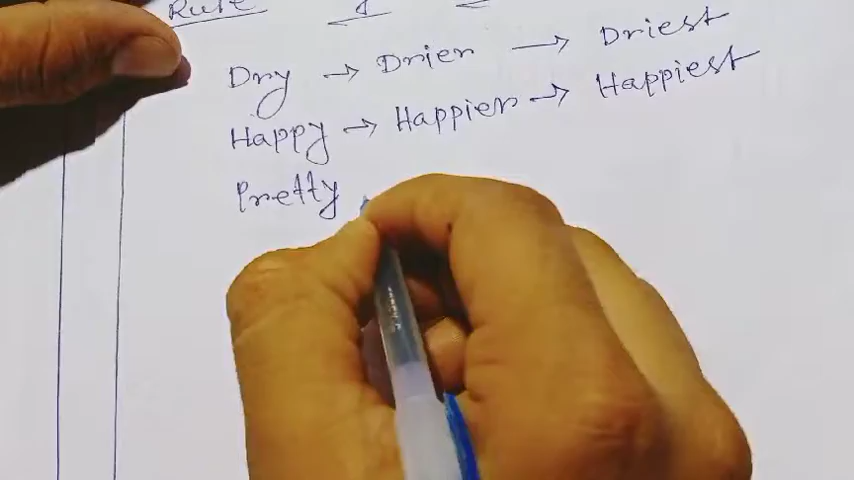 Rule
Dry → Drier → Driest
Happy → Happier → Happiest
Pretty